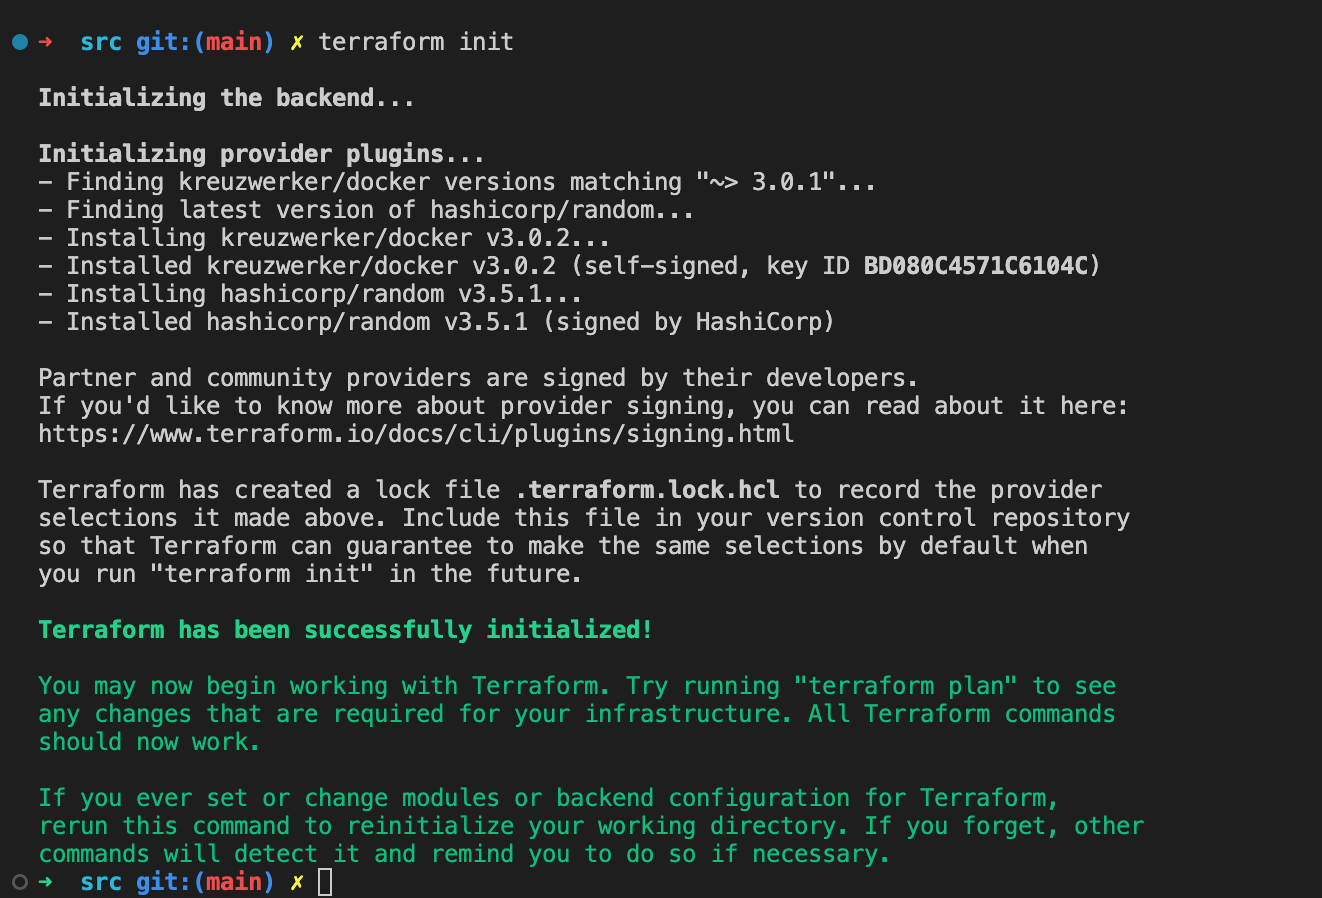 ➜  src git:(main) ✗ terraform init
Initializing the backend...
Initializing provider plugins...
- Finding kreuzwerker/docker versions matching "~> 3.0.1"...
- Finding latest version of hashicorp/random...
- Installing kreuzwerker/docker v3.0.2...
- Installed kreuzwerker/docker v3.0.2 (self-signed, key ID BD080C4571C6104C)
- Installing hashicorp/random v3.5.1...
- Installed hashicorp/random v3.5.1 (signed by HashiCorp)
Partner and community providers are signed by their developers.
If you'd like to know more about provider signing, you can read about it here:
https://www.terraform.io/docs/cli/plugins/signing.html
Terraform has created a lock file .terraform.lock.hcl to record the provider
selections it made above. Include this file in your version control repository
so that Terraform can guarantee to make the same selections by default when
you run "terraform init" in the future.
Terraform has been successfully initialized!
You may now begin working with Terraform. Try running "terraform plan" to see
any changes that are required for your infrastructure. All Terraform commands
should now work.
If you ever set or change modules or backend configuration for Terraform,
rerun this command to reinitialize your working directory. If you forget, other
commands will detect it and remind you to do so if necessary.
➜  src git:(main) ✗